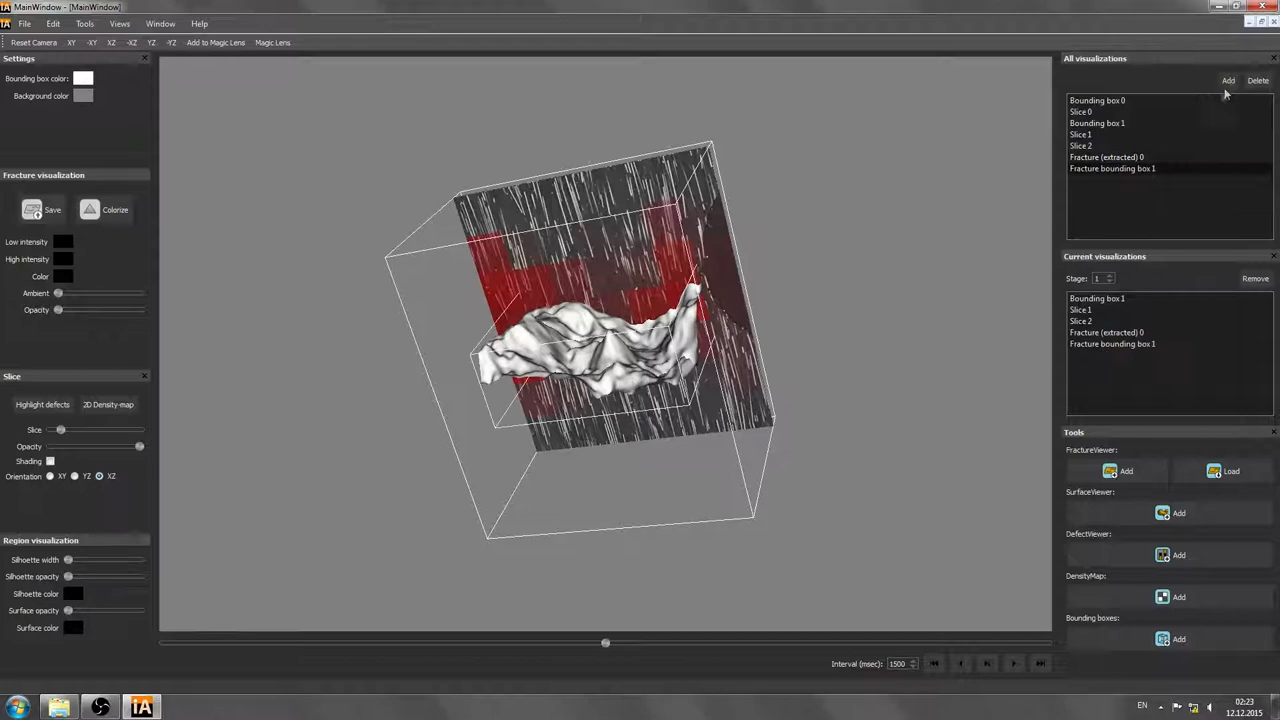 iA MainWindow - [MainWindow]
iA File Edit Tools Views Window Help
Reset Camera XY -XY XZ -XZ YZ -YZ Add to Magic Lens Magic Lens
Settings
Bounding box color:
Background color
Fracture visualization
Save Colorize
Low intensity
High intensity
Color
Ambient
Opacity
Slice
Highlight defects 2D Density-map
Slice
Opacity
Shading
Orientation XY YZ XZ
Region visualization
Silhoette width
Silhoette opacity
Silhoette color
Surface opacity
Surface color
Interval (msec): 1500
All visualizations
Add Delete
Bounding box 0
Slice 0
Bounding box 1
Slice 1
Slice 2
Fracture (extracted) 0
Fracture bounding box 1
Current visualizations
Stage: 1 Remove
Bounding box 1
Slice 1
Slice 2
Fracture (extracted) 0
Fracture bounding box 1
Tools
FractureViewer:
Add Load
SurfaceViewer:
Add
DefectViewer:
Add
DensityMap:
Add
Bounding boxes:
Add
iA
EN
02:23
12.12.2015